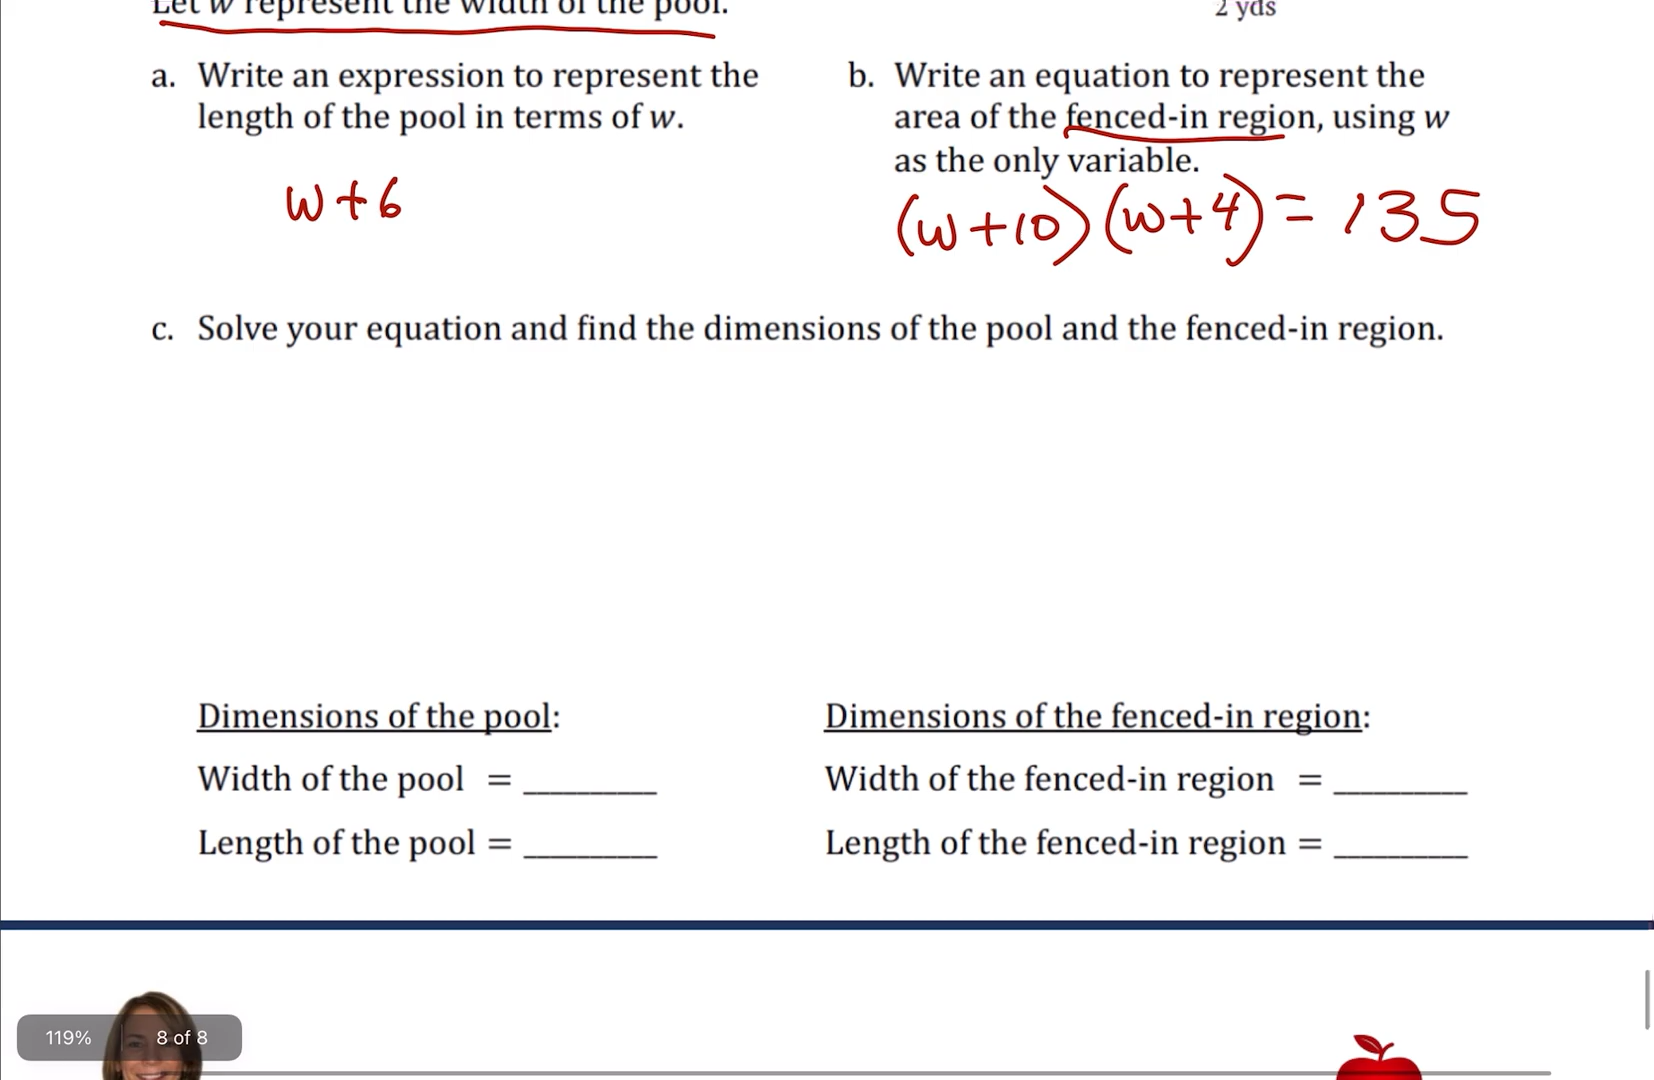 Let w represent the width of the pool.
2 yds
a. Write an expression to represent the
length of the pool in terms of w.
w+6
b. Write an equation to represent the
area of the fenced-in region, using w
as the only variable.
(w+10)(w+4)=135
c. Solve your equation and find the dimensions of the pool and the fenced-in region.
Dimensions of the pool:
Width of the pool = ________
Length of the pool = ________
Dimensions of the fenced-in region:
Width of the fenced-in region = ________
Length of the fenced-in region = ________
119% 8 of 8